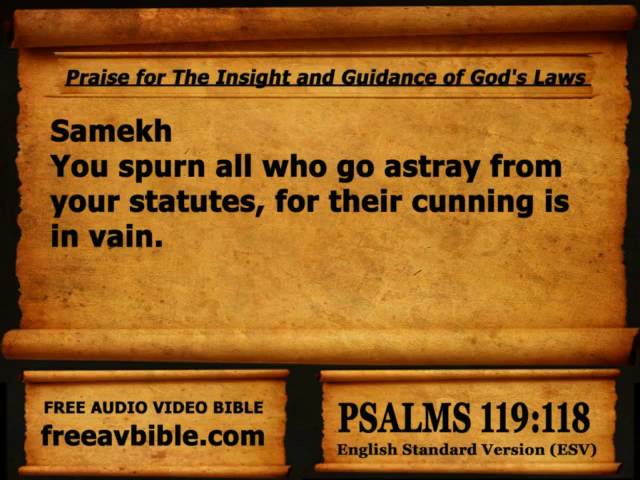 Praise for The Insight and Guidance of God's Laws
Samekh
You spurn all who go astray from
your statutes, for their cunning is
in vain.
FREE AUDIO VIDEO BIBLE
freeavbible.com
PSALMS 119:118
English Standard Version (ESV)